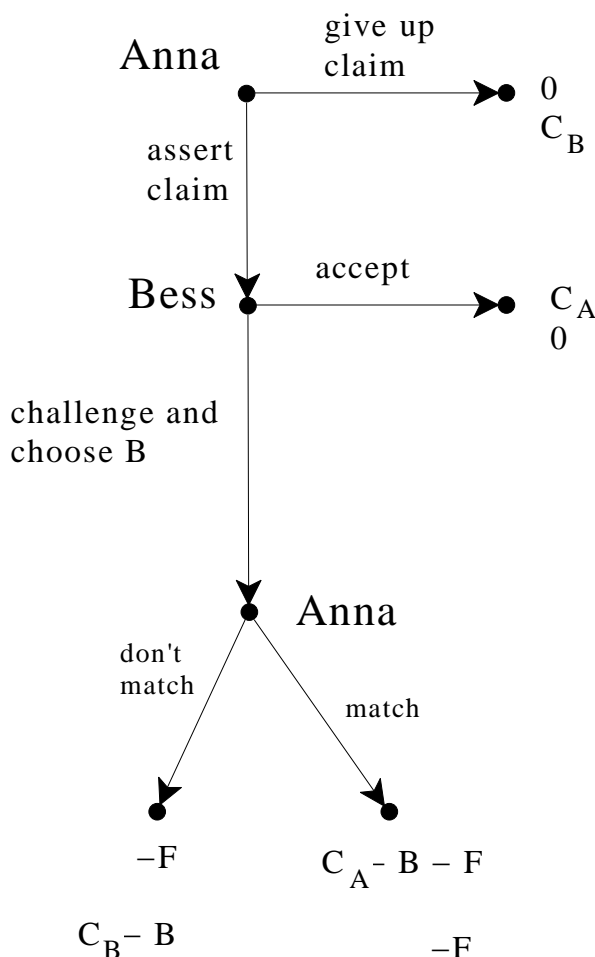 give up
claim
Anna
0
C_B
assert
claim
accept
Bess
C_A
0
challenge and
choose B
Anna
don't
match
match
–F
C_A - B – F
C_B – B
–F